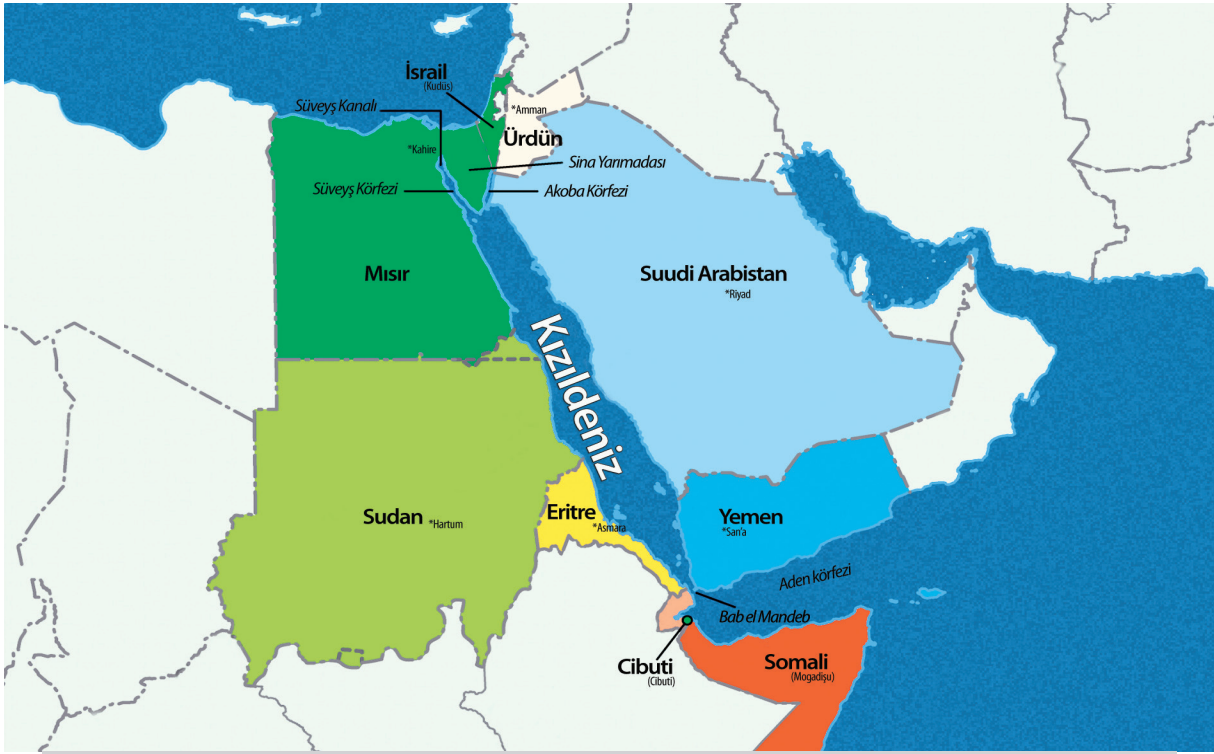 İsrail
(Kudüs)
Süveyş Kanalı
*Amman
Ürdün
*Kahire
Sina Yarımadası
Süveyş Körfezi
Akoba Körfezi
Mısır
Suudi Arabistan
*Riyad
Kızıldeniz
Sudan *Hartum
Eritre
*Asmara
Yemen
*San'a
Aden körfezi
Bab el Mandeb
Cibuti
(Cibuti)
Somali
(Mogadişu)